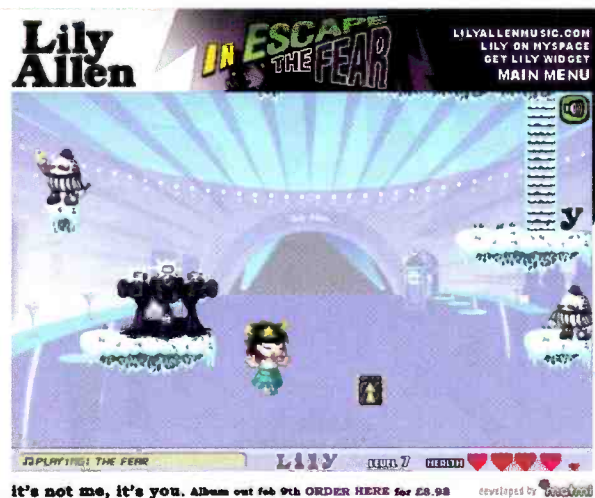 Lily
Allen
IN ESCAPE
THE FEAR
LILYALLENMUSIC.COM
LILY ON MYSPACE
GET LILY WIDGET
MAIN MENU
y
PLAYING: THE FEAR
Lily
LEVEL 7
HEALTH
it's not me, it's you. Album out feb 9th ORDER HERE for £8.98
developed by